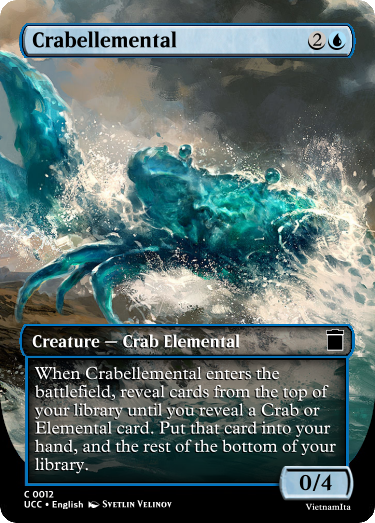 Crabellemental 2
Creature — Crab Elemental
When Crabellemental enters the
battlefield, reveal cards from the top of
your library until you reveal a Crab or
Elemental card. Put that card into your
hand, and the rest of the bottom of your
library.
0/4
C 0012
UCC • English Svetlin Velinov
VietnamIta